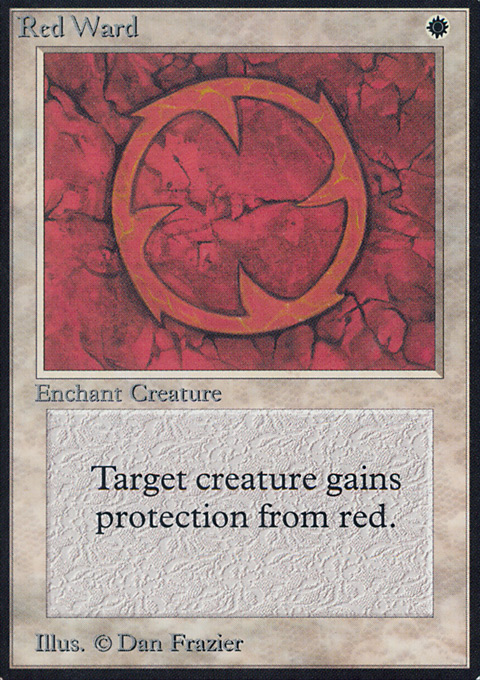 Red Ward
Enchant Creature
Target creature gains
protection from red.
Illus. © Dan Frazier